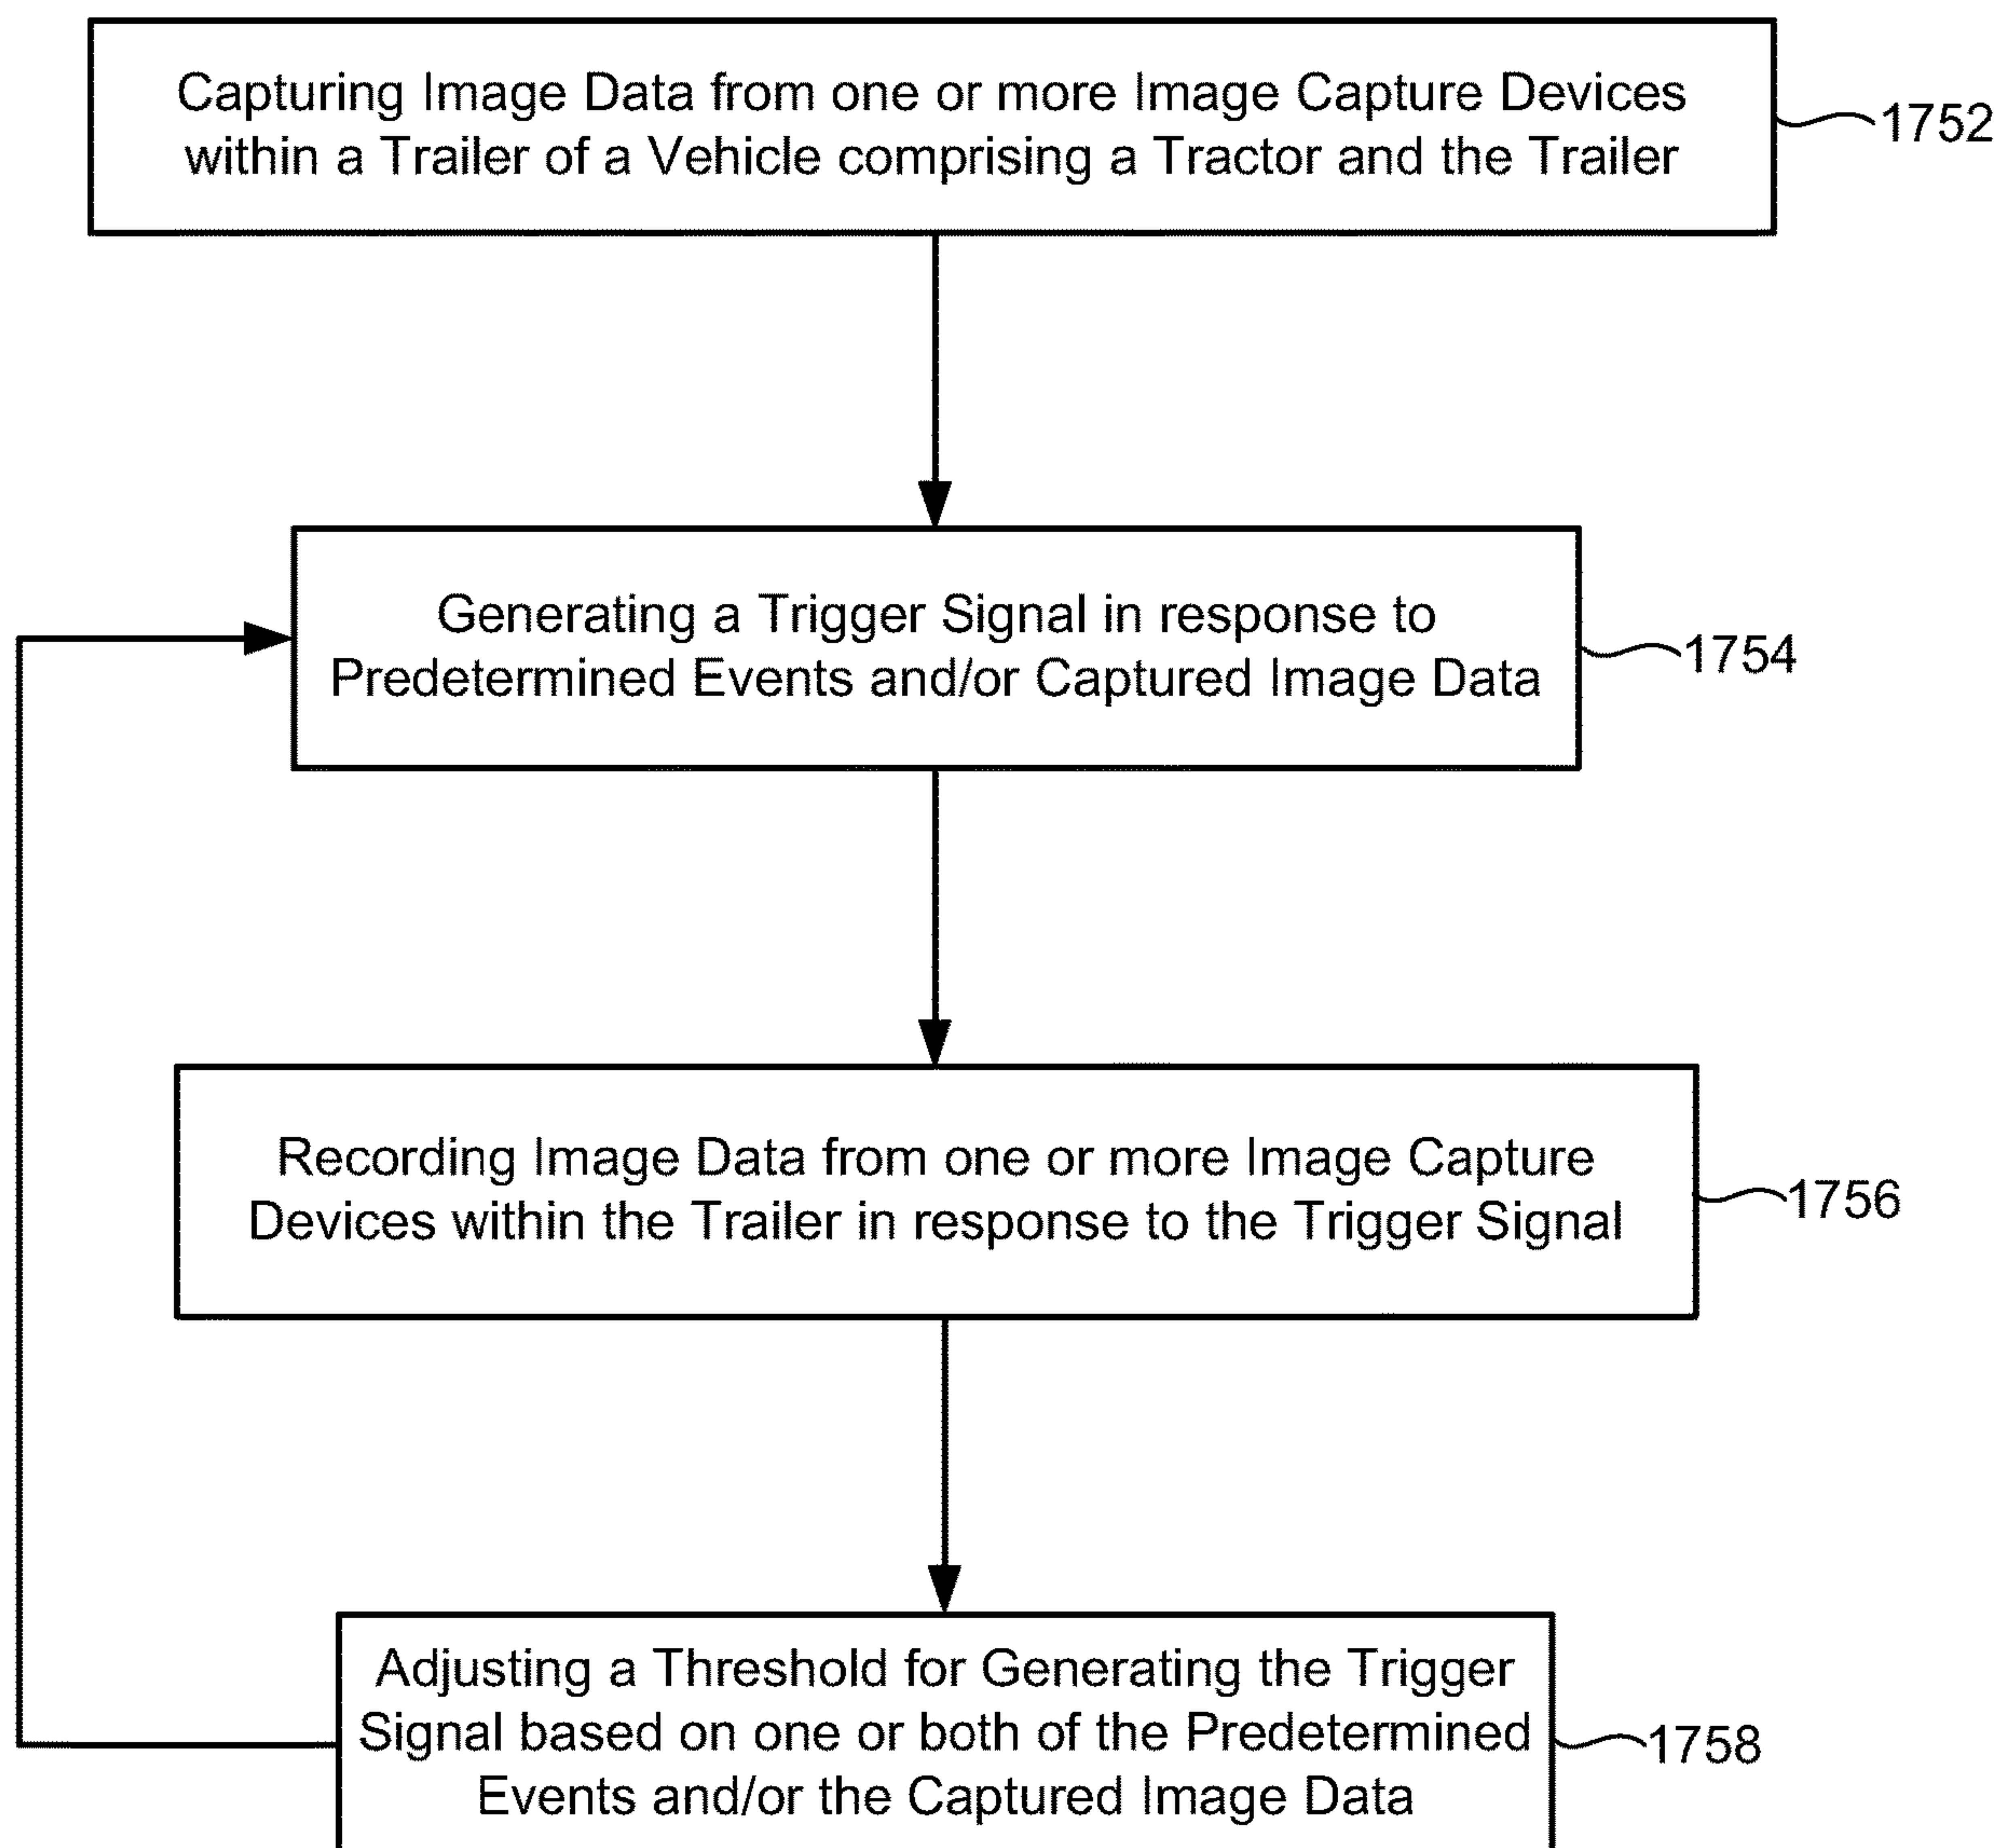 Capturing Image Data from one or more Image Capture Devices
within a Trailer of a Vehicle comprising a Tractor and the Trailer
1752
Generating a Trigger Signal in response to
Predetermined Events and/or Captured Image Data
1754
Recording Image Data from one or more Image Capture
Devices within the Trailer in response to the Trigger Signal
1756
Adjusting a Threshold for Generating the Trigger
Signal based on one or both of the Predetermined
Events and/or the Captured Image Data
1758